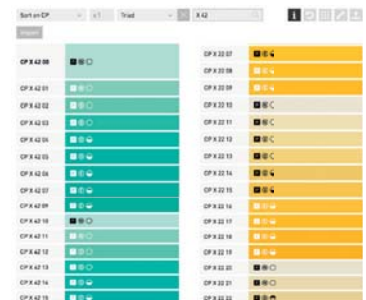 Sort on CP x1 Triad X 42
Import
CP X 42 00
CP X 42 01
CP X 42 02
CP X 42 03
CP X 42 04
CP X 42 05
CP X 42 06
CP X 42 07
CP X 42 09
CP X 42 10
CP X 42 11
CP X 42 12
CP X 42 13
CP X 42 14
CP X 42 15
CP X 22 07
CP X 22 08
CP X 22 09
CP X 22 10
CP X 22 11
CP X 22 12
CP X 22 13
CP X 22 14
CP X 22 15
CP X 22 16
CP X 22 17
CP X 22 18
CP X 22 19
CP X 22 20
CP X 22 21
CP X 22 22